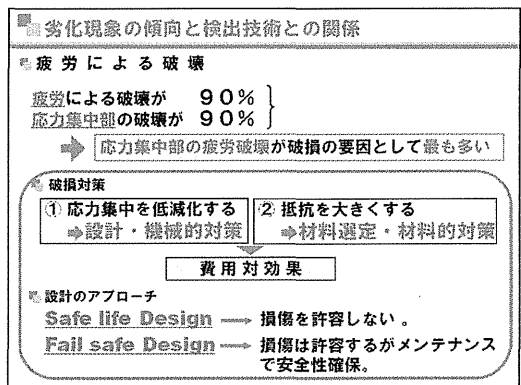 劣化現象の傾向と検出技術との関係
疲労による破壊
疲労による破壊が 90%
応力集中部の破壊が 90%
応力集中部の疲労破壊が破損の要因として最も多い
破損対策
① 応力集中を低減化する
➡設計・機械的対策
② 抵抗を大きくする
➡材料選定・材料的対策
費用対効果
設計のアプローチ
Safe life Design → 損傷を許容しない。
Fail safe Design → 損傷は許容するがメンテナンス
で安全性確保。